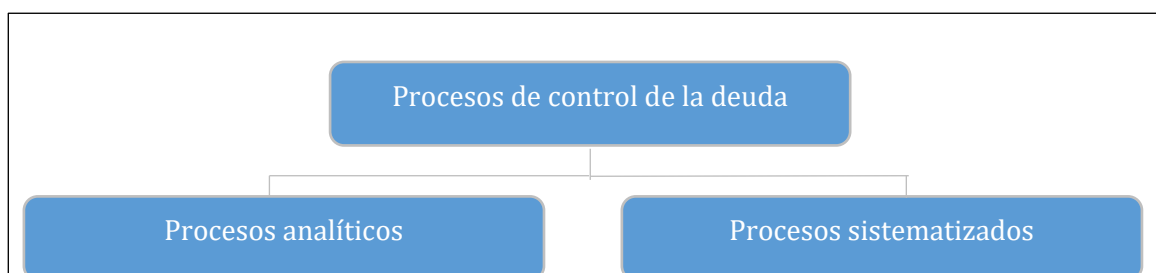 Procesos de control de la deuda
Procesos analíticos
Procesos sistematizados